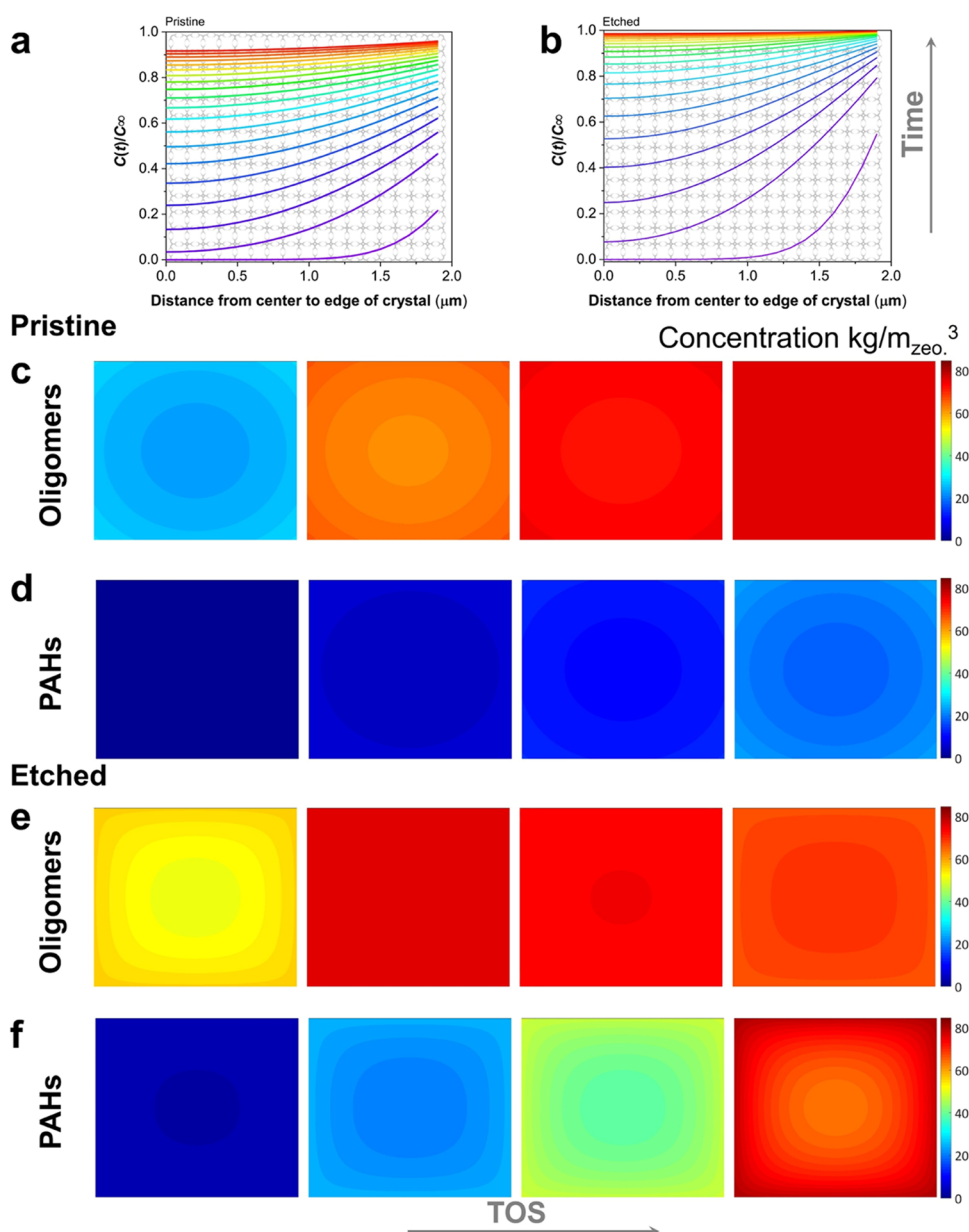 a
Pristine
1.0
0.8
0.6
0.4
0.2
0.0
C(t)/C∞
0.0 0.5 1.0 1.5 2.0
Distance from center to edge of crystal (μm)
b
Etched
1.0
0.8
0.6
0.4
0.2
0.0
C(t)/C∞
0.0 0.5 1.0 1.5 2.0
Distance from center to edge of crystal (μm)
Time
Pristine
Concentration kg/m_zeo.³
c
Oligomers
80
60
40
20
0
d
PAHs
80
60
40
20
0
Etched
e
Oligomers
80
60
40
20
0
f
PAHs
80
60
40
20
0
TOS